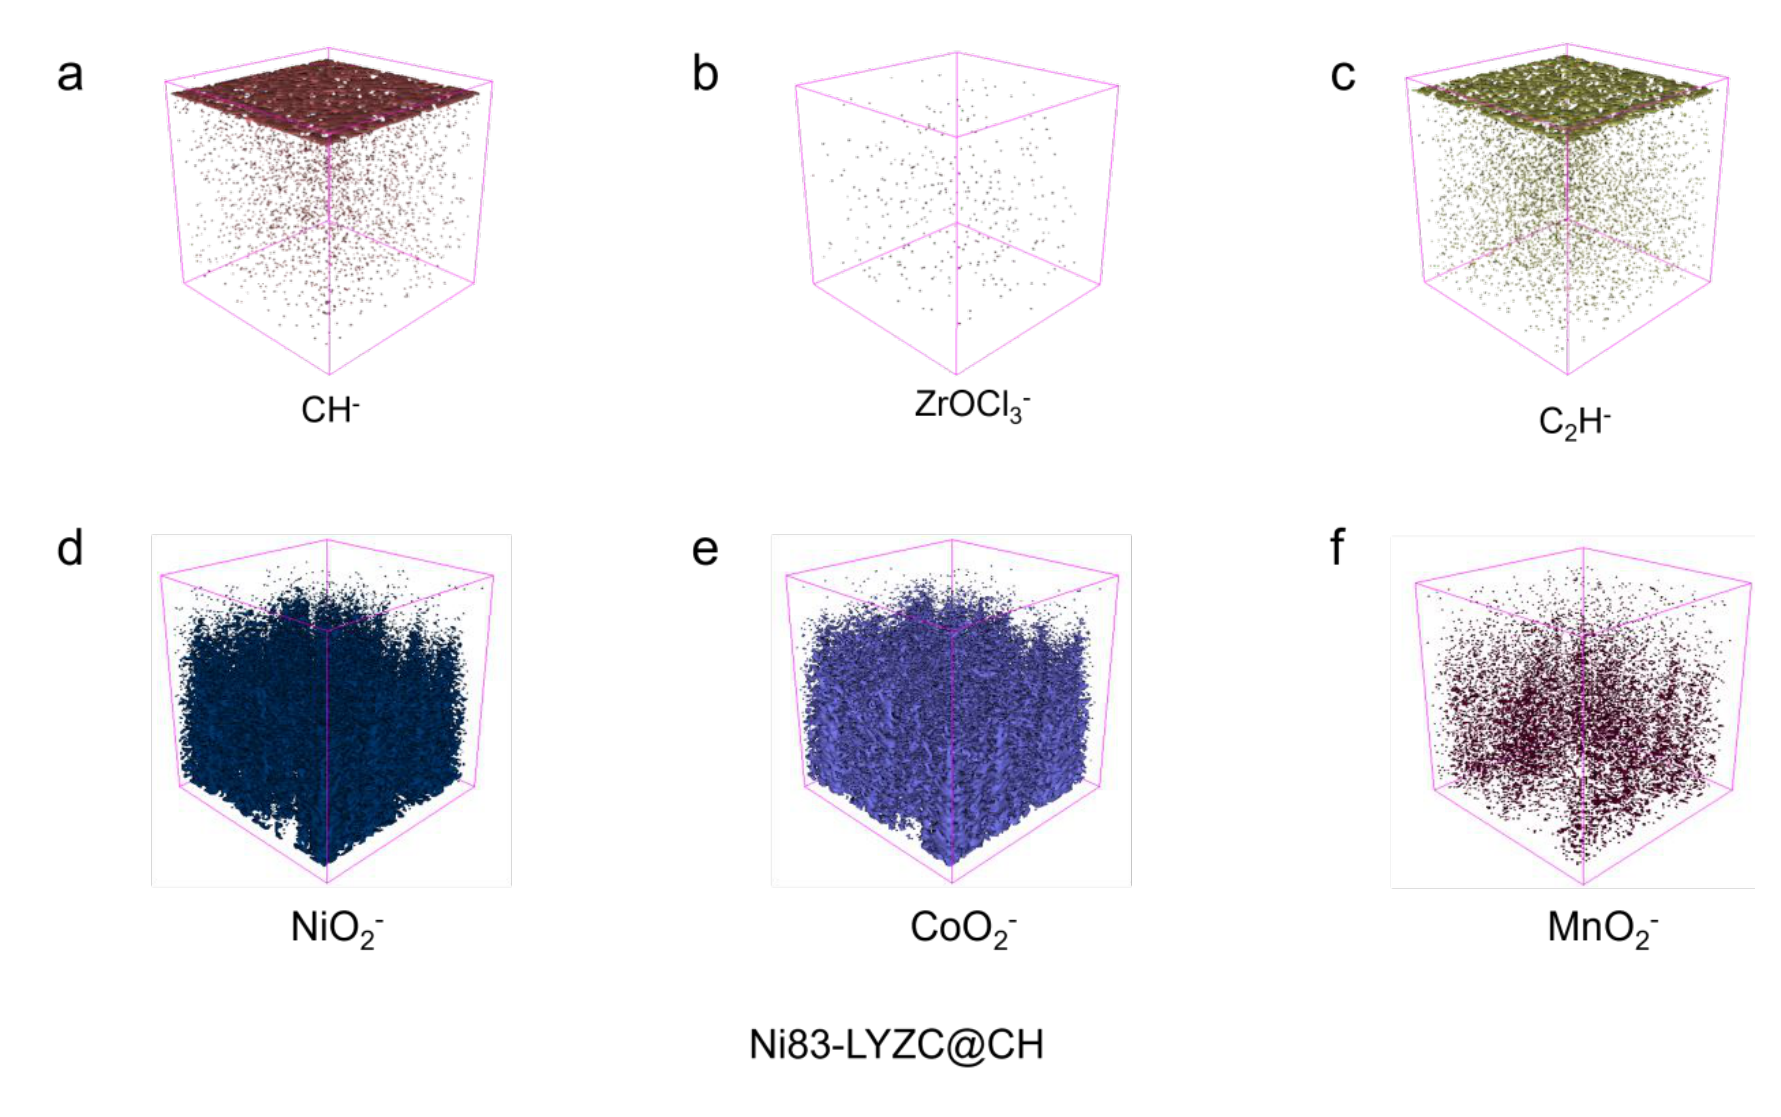 a
b
c
CH⁻
ZrOCl₃⁻
C₂H⁻
d
e
f
NiO₂⁻
CoO₂⁻
MnO₂⁻
Ni83-LYZC@CH